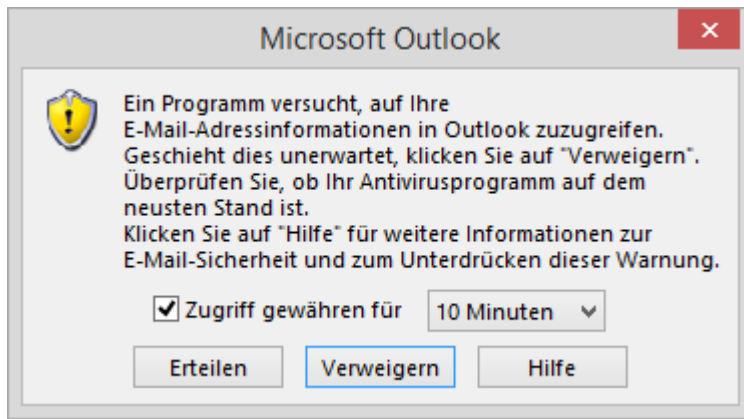 Microsoft Outlook
Ein Programm versucht, auf Ihre
E-Mail-Adressinformationen in Outlook zuzugreifen.
Geschieht dies unerwartet, klicken Sie auf "Verweigern".
Überprüfen Sie, ob Ihr Antivirusprogramm auf dem
neusten Stand ist.
Klicken Sie auf "Hilfe" für weitere Informationen zur
E-Mail-Sicherheit und zum Unterdrücken dieser Warnung.
Zugriff gewähren für 10 Minuten
Erteilen Verweigern Hilfe